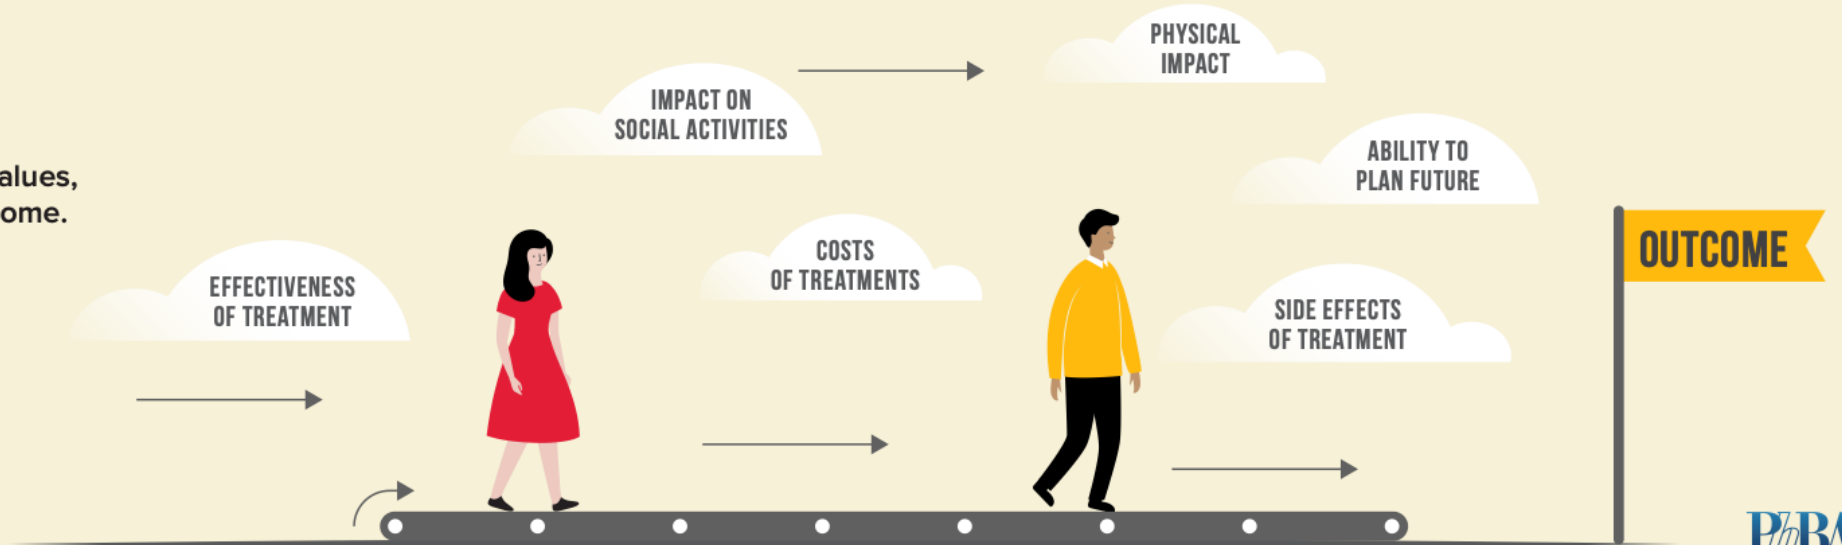 PHYSICAL
IMPACT
IMPACT ON
SOCIAL ACTIVITIES
ABILITY TO
PLAN FUTURE
alues,
ome.
COSTS
OF TREATMENTS
OUTCOME
EFFECTIVENESS
OF TREATMENT
SIDE EFFECTS
OF TREATMENT